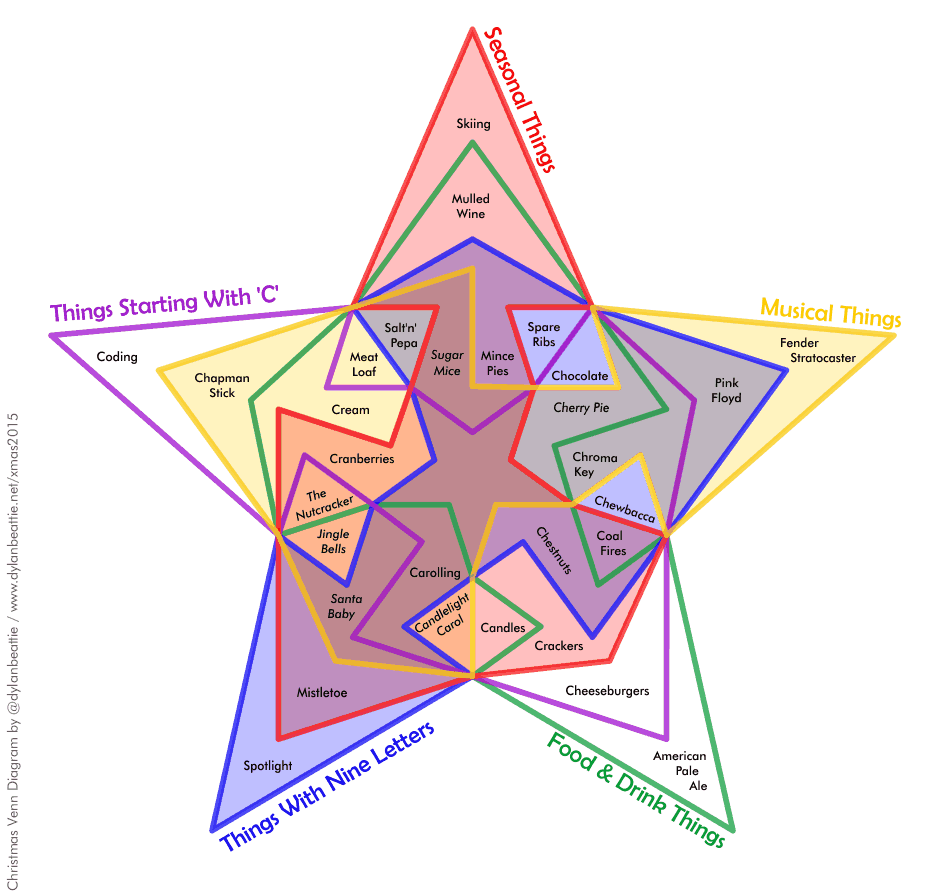 Seasonal Things
Skiing
Mulled
Wine
Things Starting With 'C'
Musical Things
Coding
Chapman
Stick
Salt'n'
Pepa
Meat
Loaf
Sugar
Mice
Mince
Pies
Spare
Ribs
Chocolate
Fender
Stratocaster
Pink
Floyd
Cream
Cherry Pie
Cranberries
Chroma
Key
The
Nutcracker
Chewbacca
Jingle
Bells
Chestnuts
Coal
Fires
Carolling
Santa
Baby
Candlelight
Carol
Candles
Crackers
Mistletoe
Cheeseburgers
Spotlight
American
Pale
Ale
Things With Nine Letters
Food & Drink Things
Christmas Venn Diagram by @dylanbeattie / www.dylanbeattie.net/xmas2015